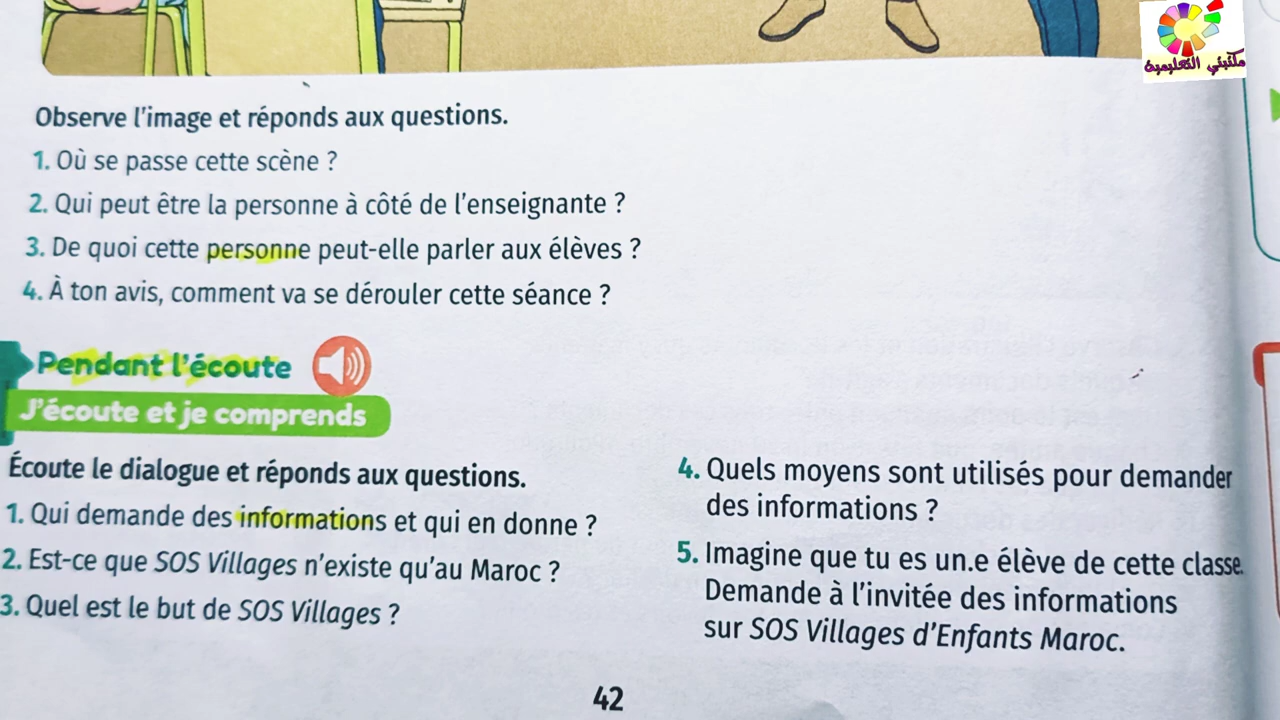 مكتبتي التعليمية
Observe l'image et réponds aux questions.
1. Où se passe cette scène ?
2. Qui peut être la personne à côté de l'enseignante ?
3. De quoi cette personne peut-elle parler aux élèves ?
4. À ton avis, comment va se dérouler cette séance ?
Pendant l'écoute
J'écoute et je comprends
Écoute le dialogue et réponds aux questions.
1. Qui demande des informations et qui en donne ?
2. Est-ce que SOS Villages n'existe qu'au Maroc ?
3. Quel est le but de SOS Villages ?
4. Quels moyens sont utilisés pour demander
des informations ?
5. Imagine que tu es un.e élève de cette classe.
Demande à l'invitée des informations
sur SOS Villages d'Enfants Maroc.
42